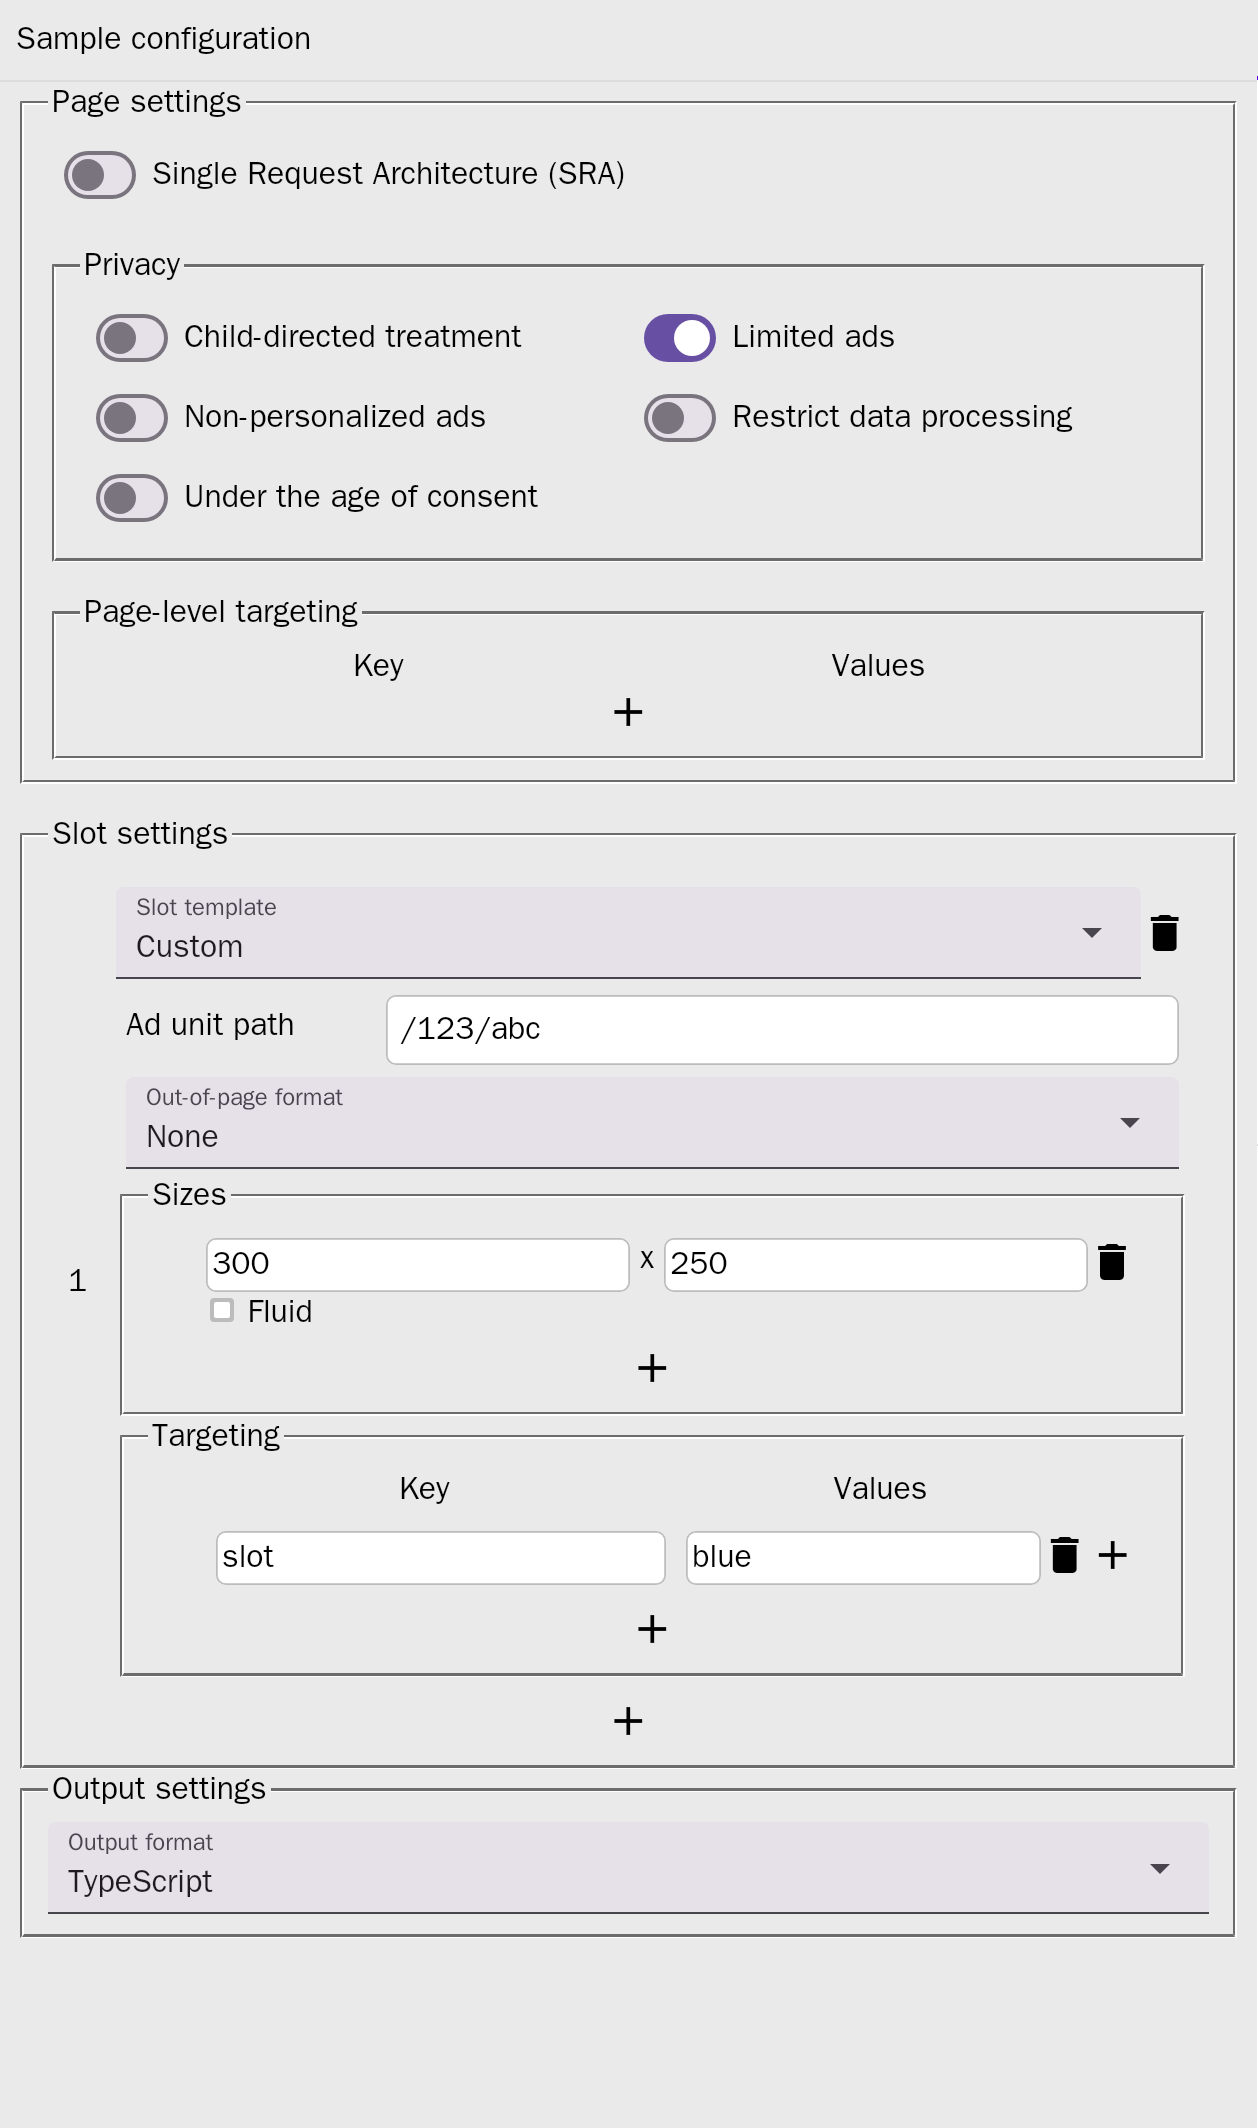 Sample configuration
Page settings
Single Request Architecture (SRA)
Privacy
Child-directed treatment
Limited ads
Non-personalized ads
Restrict data processing
Under the age of consent
Page-level targeting
Key Values
Slot settings
Slot template
Custom
Ad unit path /123/abc
Out-of-page format
None
Sizes
300 x 250
1
Fluid
Targeting
Key Values
slot blue
Output settings
Output format
TypeScript